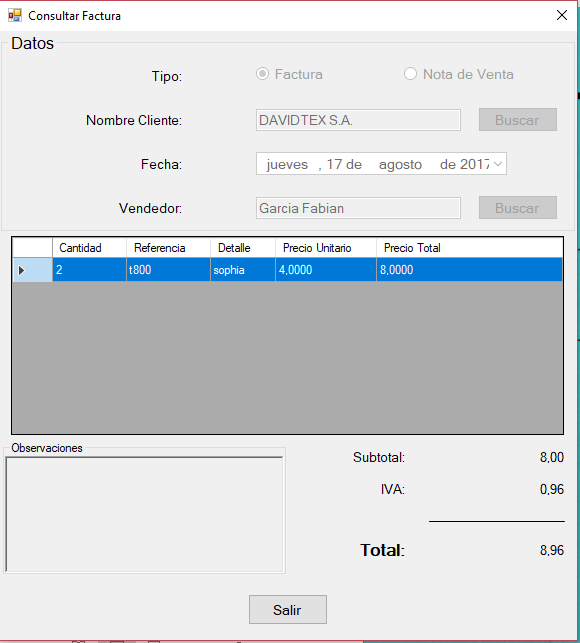 Consultar Factura
Datos
Tipo: Factura Nota de Venta
Nombre Cliente: DAVIDTEX S.A. Buscar
Fecha: jueves , 17 de agosto de 2017
Vendedor: Garcia Fabian Buscar
Cantidad Referencia Detalle Precio Unitario Precio Total
2 t800 sophia 4,0000 8,0000
Observaciones
Subtotal: 8,00
IVA: 0,96
Total: 8,96
Salir